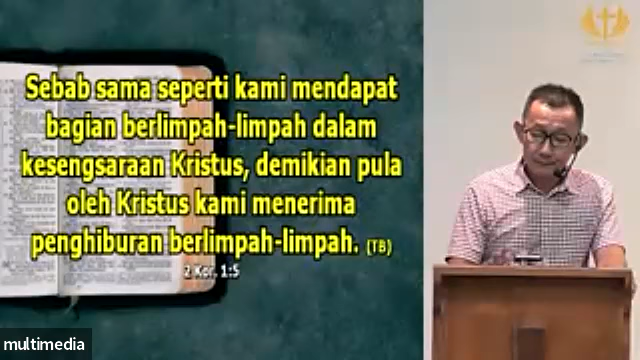 Sebab sama seperti kami mendapat
bagian berlimpah-limpah dalam
kesengsaraan Kristus, demikian pula
oleh Kristus kami menerima
penghiburan berlimpah-limpah. (TB)
2 Kor. 1:5
multimedia